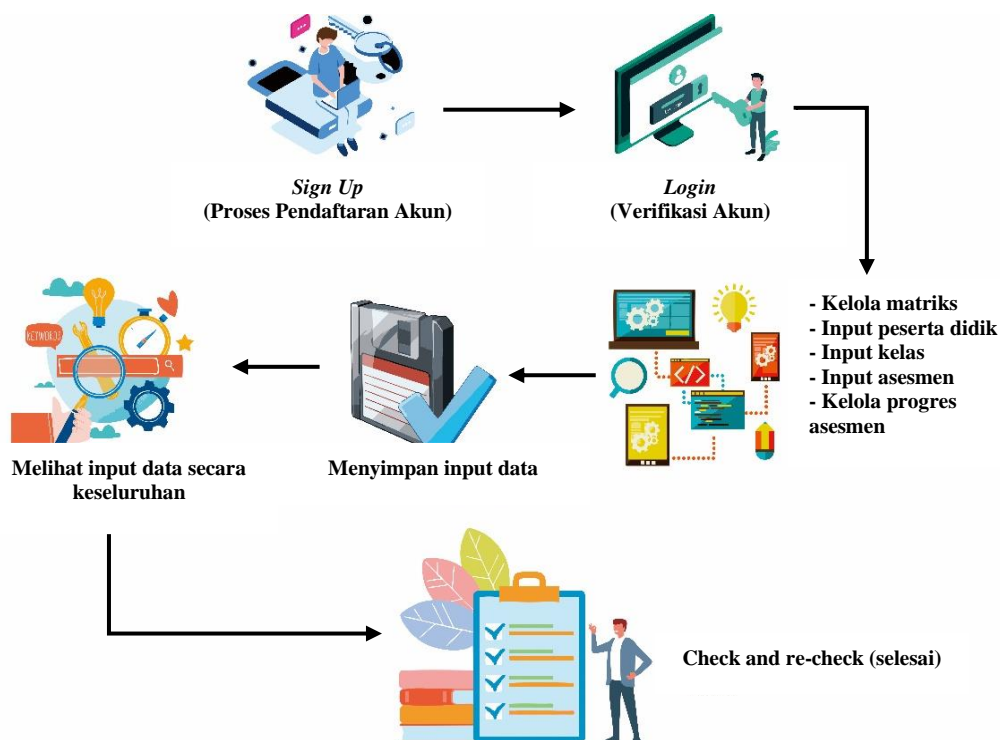 Sign Up
(Proses Pendaftaran Akun)
Login
(Verifikasi Akun)
- Kelola matriks
- Input peserta didik
- Input kelas
- Input asesmen
- Kelola progres
asesmen
Menyimpan input data
KEYWORDS
Melihat input data secara
keseluruhan
Check and re-check (selesai)